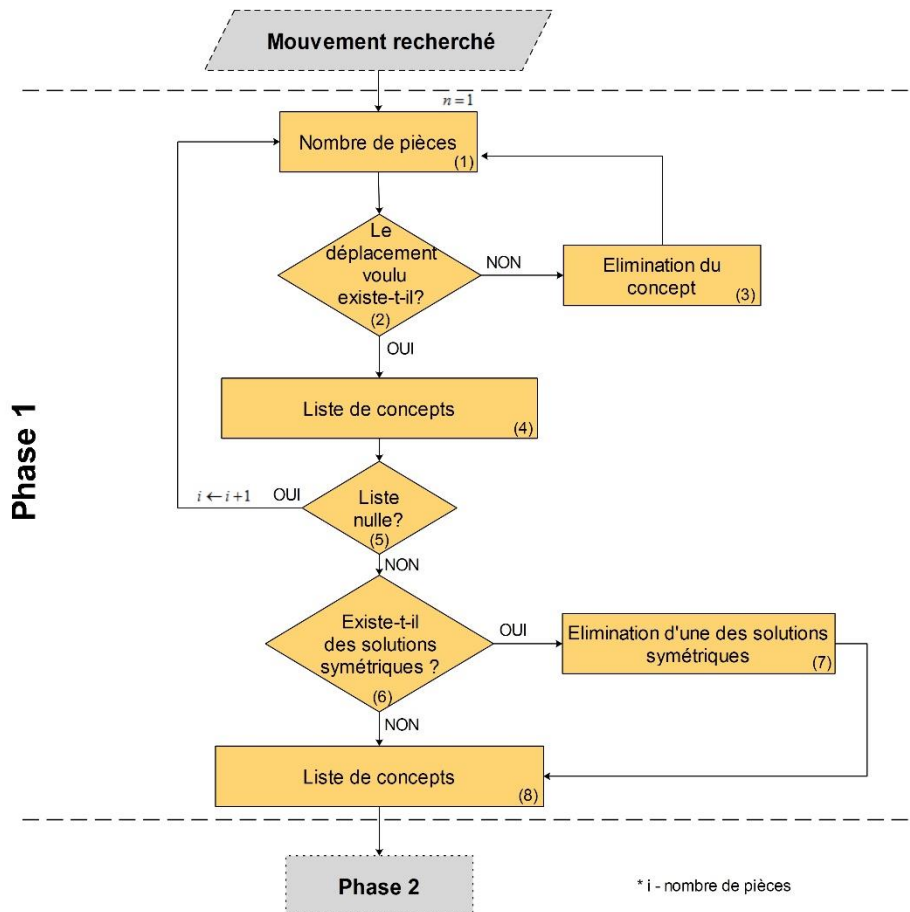 Mouvement recherché
n = 1
Nombre de pièces
(1)
Le
déplacement
voulu
existe-t-il?
(2)
NON
Elimination du
concept
(3)
OUI
Liste de concepts
(4)
Phase 1
i ← i+1
OUI
Liste
nulle?
(5)
NON
Existe-t-il
des solutions
symétriques ?
(6)
OUI
Elimination d'une des solutions
symétriques
(7)
NON
Liste de concepts
(8)
Phase 2
* i - nombre de pièces